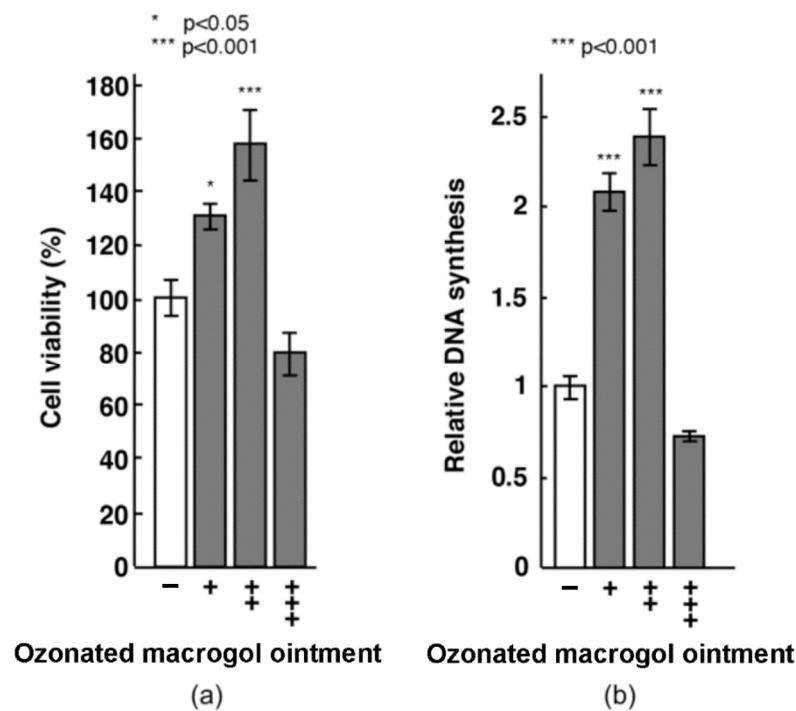 * p<0.05
*** p<0.001
Cell viability (%)
180
160
140
120
100
80
60
40
20
0
*
***
− + ++ +++
Ozonated macrogol ointment
(a)
*** p<0.001
Relative DNA synthesis
2.5
2
1.5
1
0.5
0
***
***
− + ++ +++
Ozonated macrogol ointment
(b)